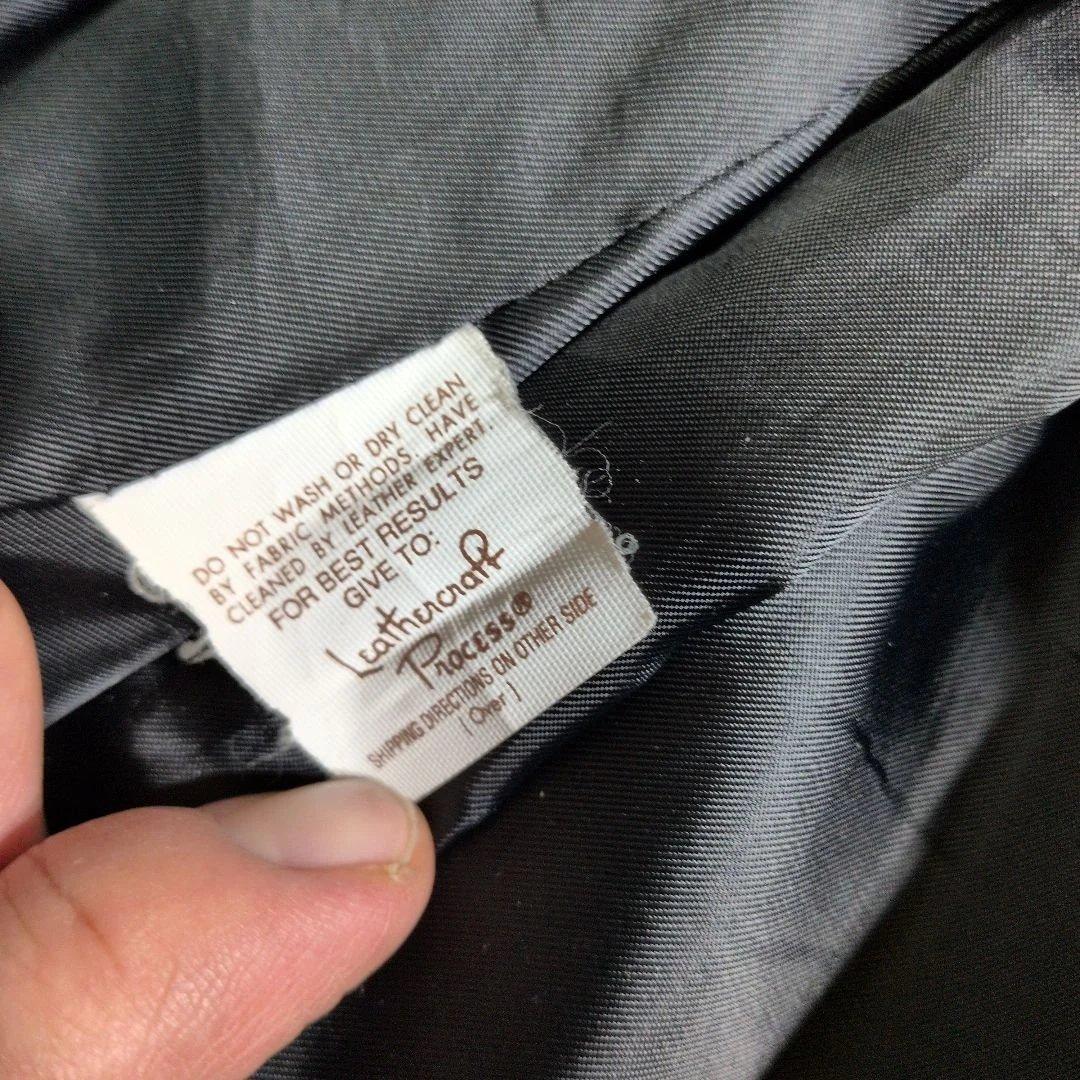 DO NOT WASH OR DRY CLEAN
BY FABRIC METHODS. HAVE
CLEANED BY LEATHER EXPERT.
FOR BEST RESULTS
GIVE TO:
Leathercraft
Process®
SHIPPING DIRECTIONS ON OTHER SIDE
[Over]